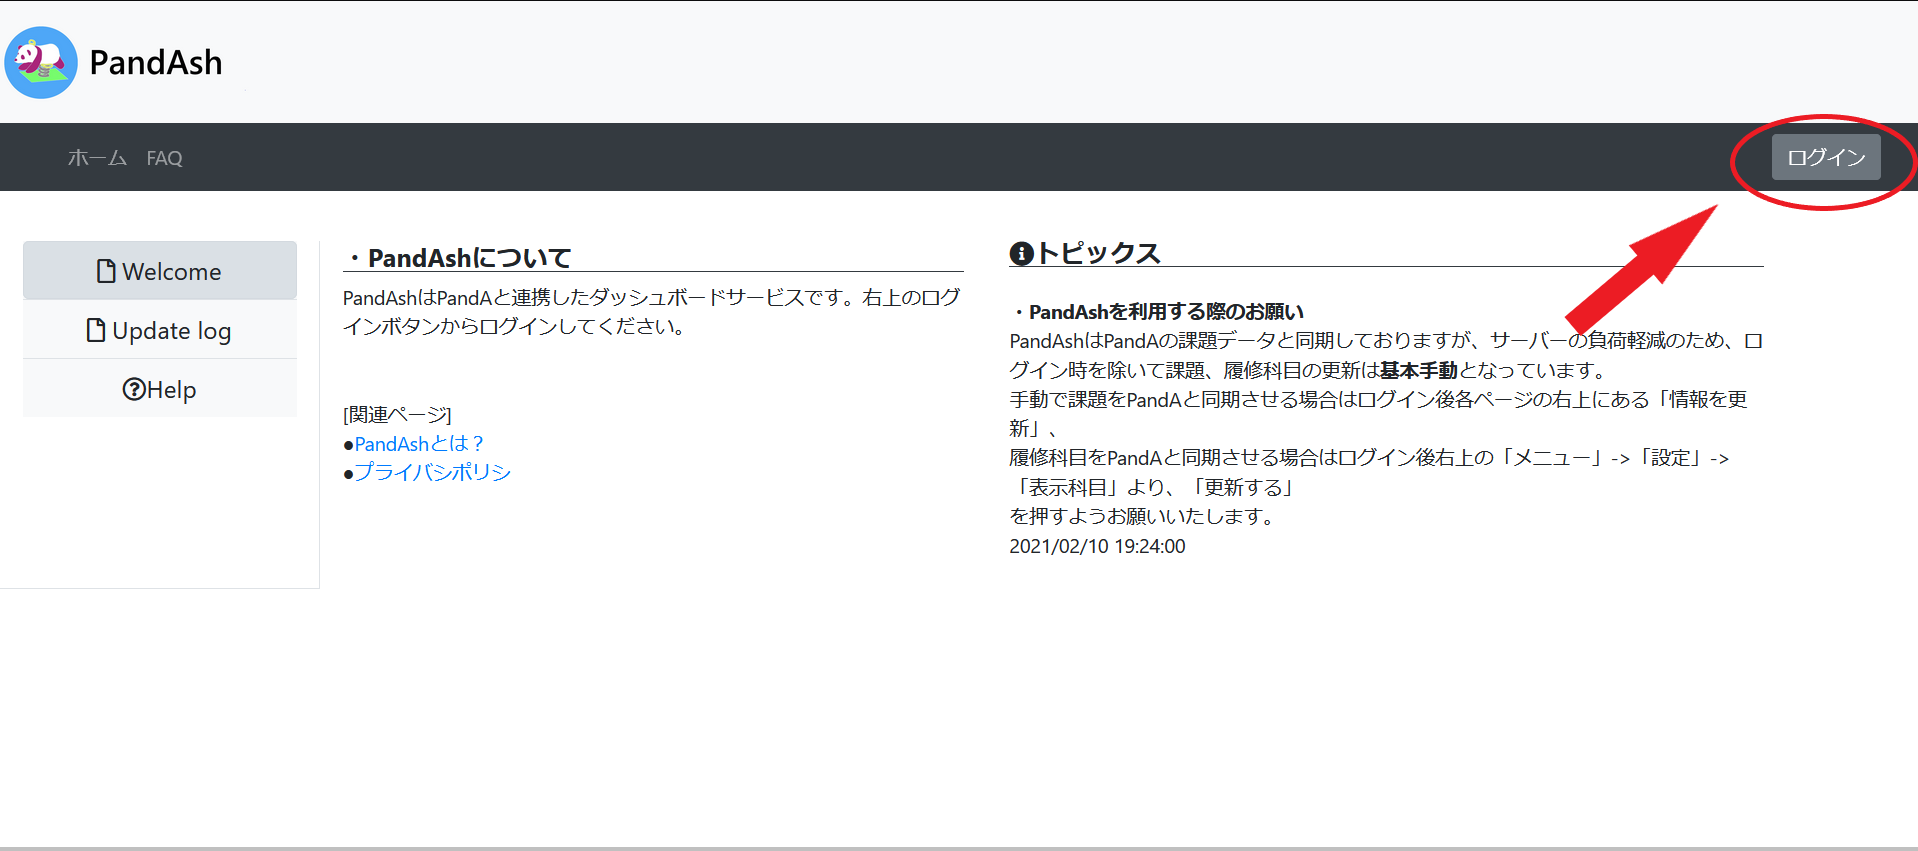 PandAsh
ホーム FAQ
ログイン
Welcome
Update log
Help
・PandAshについて
PandAshはPandAと連携したダッシュボードサービスです。右上のログ
インボタンからログインしてください。
[関連ページ]
●PandAshとは？
●プライバシポリシ
トピックス
・PandAshを利用する際のお願い
PandAshはPandAの課題データと同期しておりますが、サーバーの負荷軽減のため、ロ
グイン時を除いて課題、履修科目の更新は基本手動となっています。
手動で課題をPandAと同期させる場合はログイン後各ページの右上にある「情報を更
新」、
履修科目をPandAと同期させる場合はログイン後右上の「メニュー」->「設定」->
「表示科目」より、「更新する」
を押すようお願いいたします。
2021/02/10 19:24:00